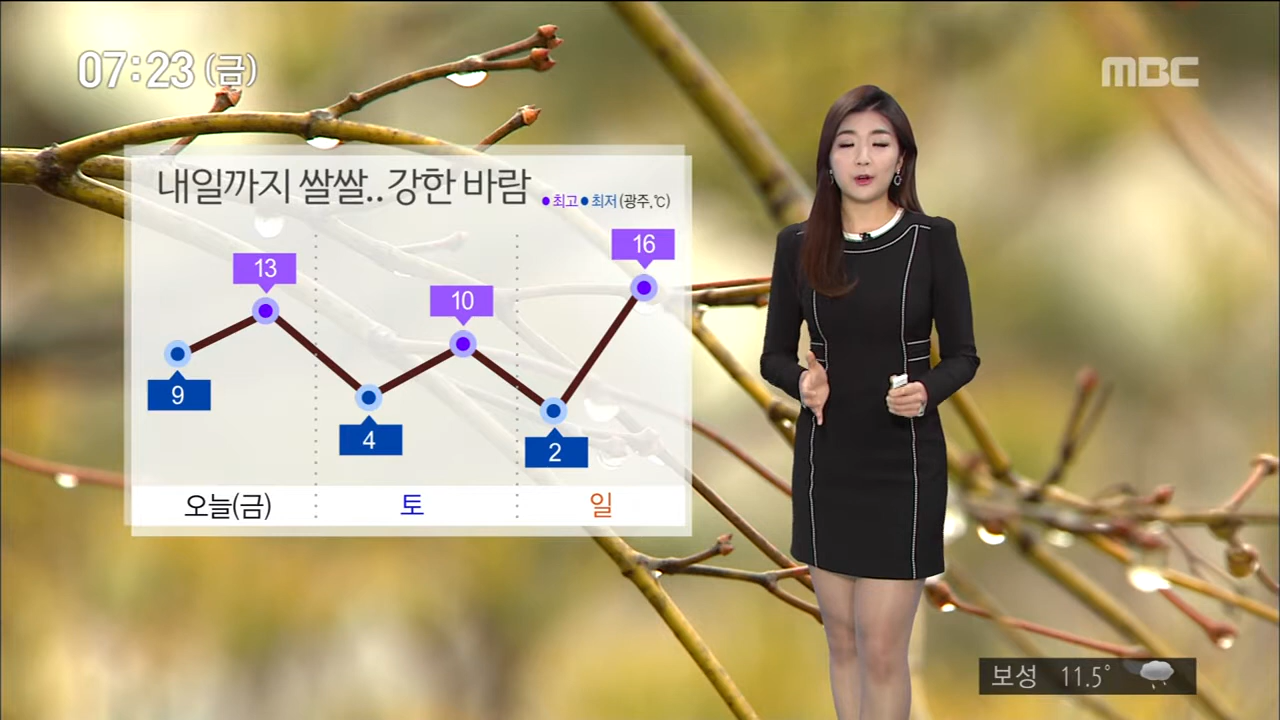 07:23 (금)
MBC
내일까지 쌀쌀.. 강한 바람
최고 최저 (광주,℃)
16
13
10
9
4
2
오늘(금) 토 일
보성 11.5°